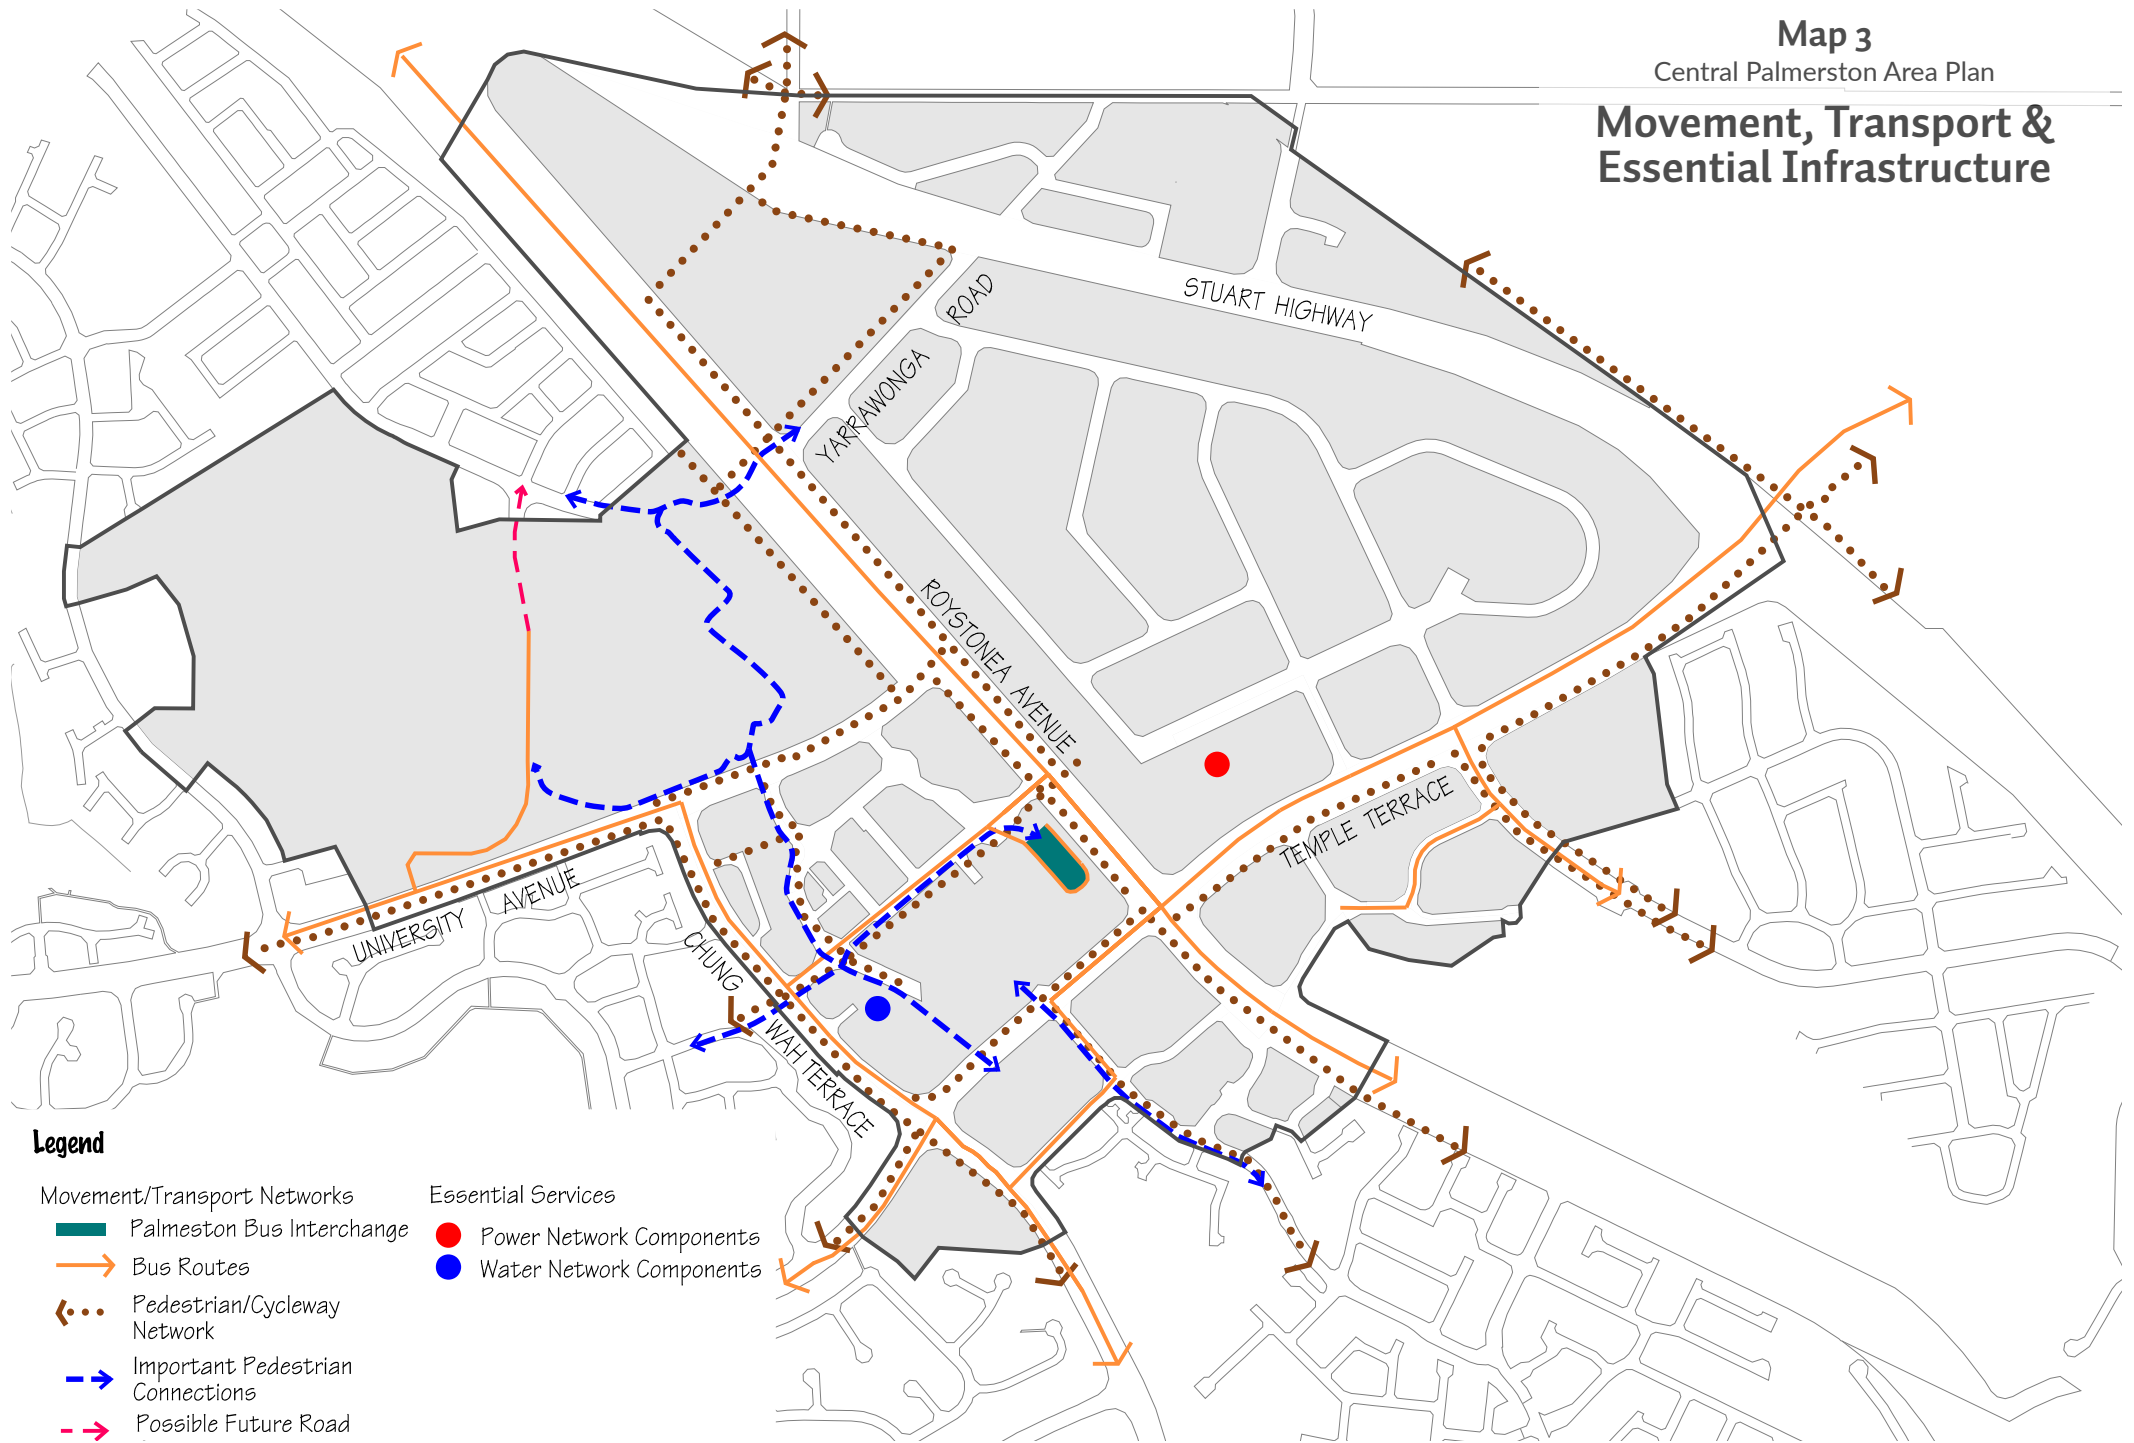 Map 3
Central Palmerston Area Plan
Movement, Transport &
Essential Infrastructure
STUART HIGHWAY
YARRAWONGA ROAD
ROYSTONEA AVENUE
TEMPLE TERRACE
UNIVERSITY AVENUE
CHUNG WAH TERRACE
Legend
Movement/Transport Networks
Palmeston Bus Interchange
Bus Routes
Pedestrian/Cycleway
Network
Important Pedestrian
Connections
Possible Future Road
Essential Services
Power Network Components
Water Network Components